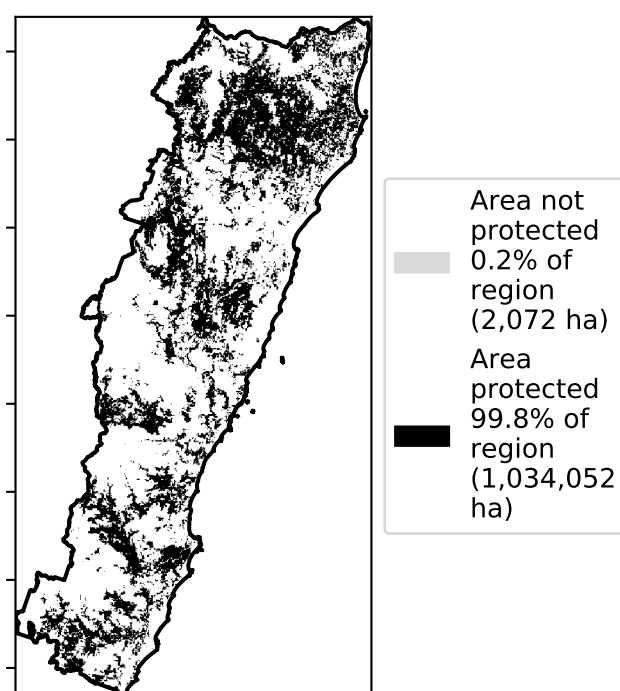 Area not
protected
0.2% of
region
(2,072 ha)
Area
protected
99.8% of
region
(1,034,052
ha)